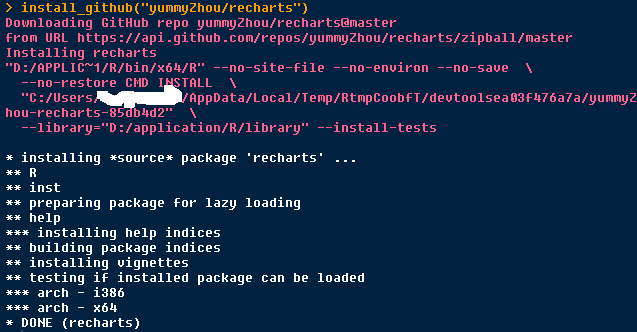 > install_github("yummyZhou/recharts")
Downloading GitHub repo yummyZhou/recharts@master
from URL https://api.github.com/repos/yummyZhou/recharts/zipball/master
Installing recharts
"D:/APPLIC~1/R/bin/x64/R" --no-site-file --no-environ --no-save \
--no-restore CMD INSTALL \
"C:/Users/ /AppData/Local/Temp/RtmpCoobfT/devtoolsea03f476a7a/yummyZ
hou-recharts-85db4d2" \
--library="D:/application/R/library" --install-tests
* installing *source* package 'recharts' ...
** R
** inst
** preparing package for lazy loading
** help
*** installing help indices
** building package indices
** installing vignettes
** testing if installed package can be loaded
*** arch - i386
*** arch - x64
* DONE (recharts)